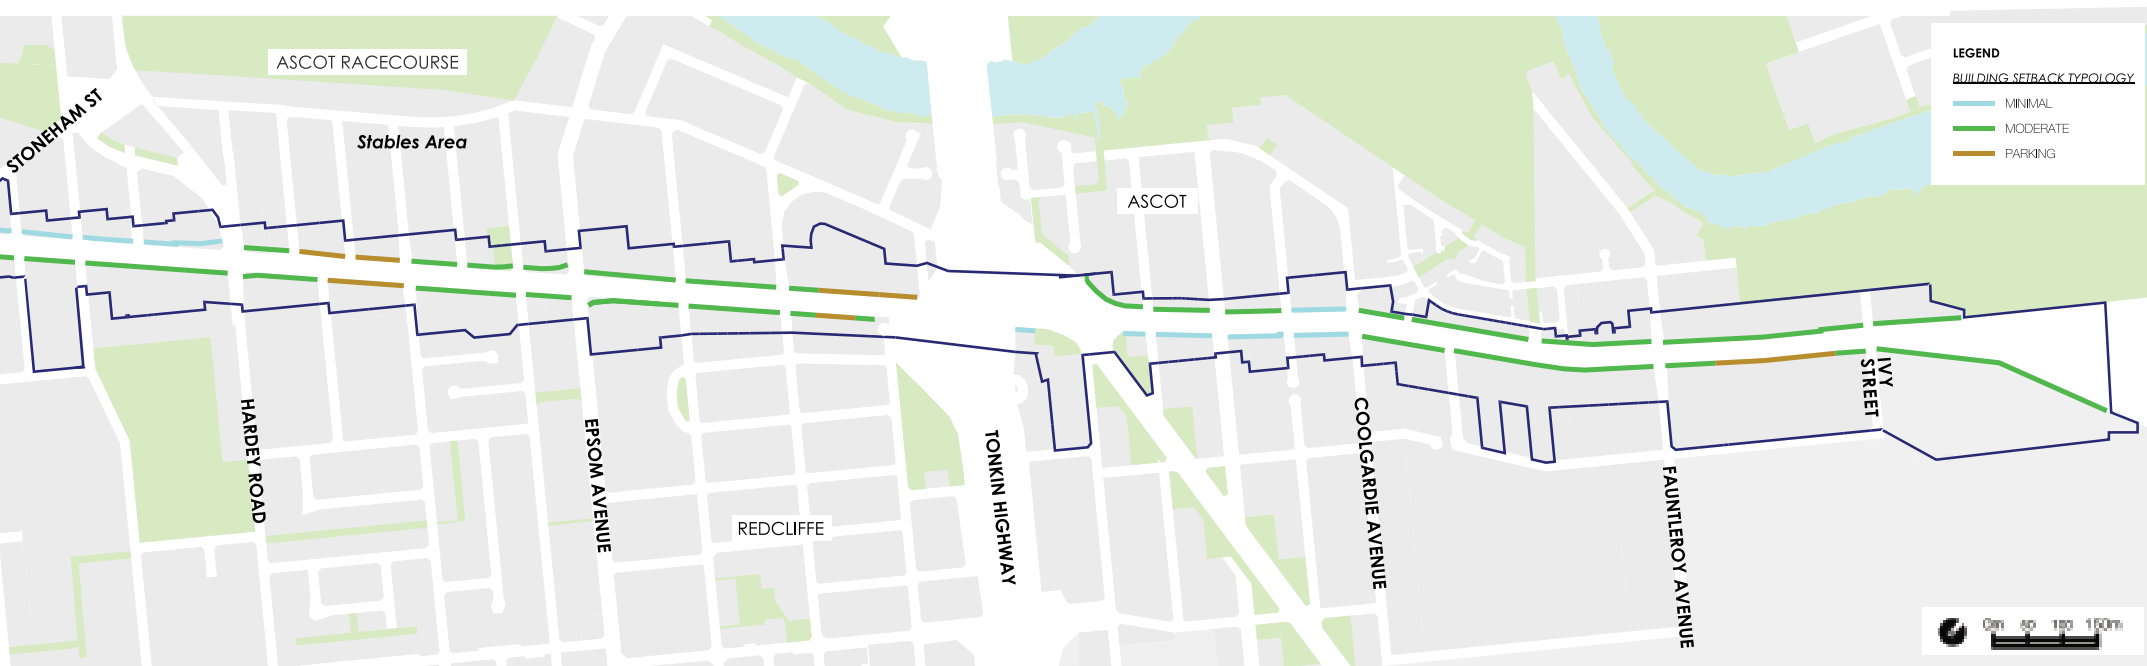 ASCOT RACECOURSE
STONEHAM ST
Stables Area
ASCOT
LEGEND
BUILDING SETBACK TYPOLOGY
MINIMAL
MODERATE
PARKING
HARDEY ROAD
EPSOM AVENUE
REDCLIFFE
TONKIN HIGHWAY
COOLGARDIE AVENUE
FAUNTLEROY AVENUE
IVY
STREET
0m 50 100 150m